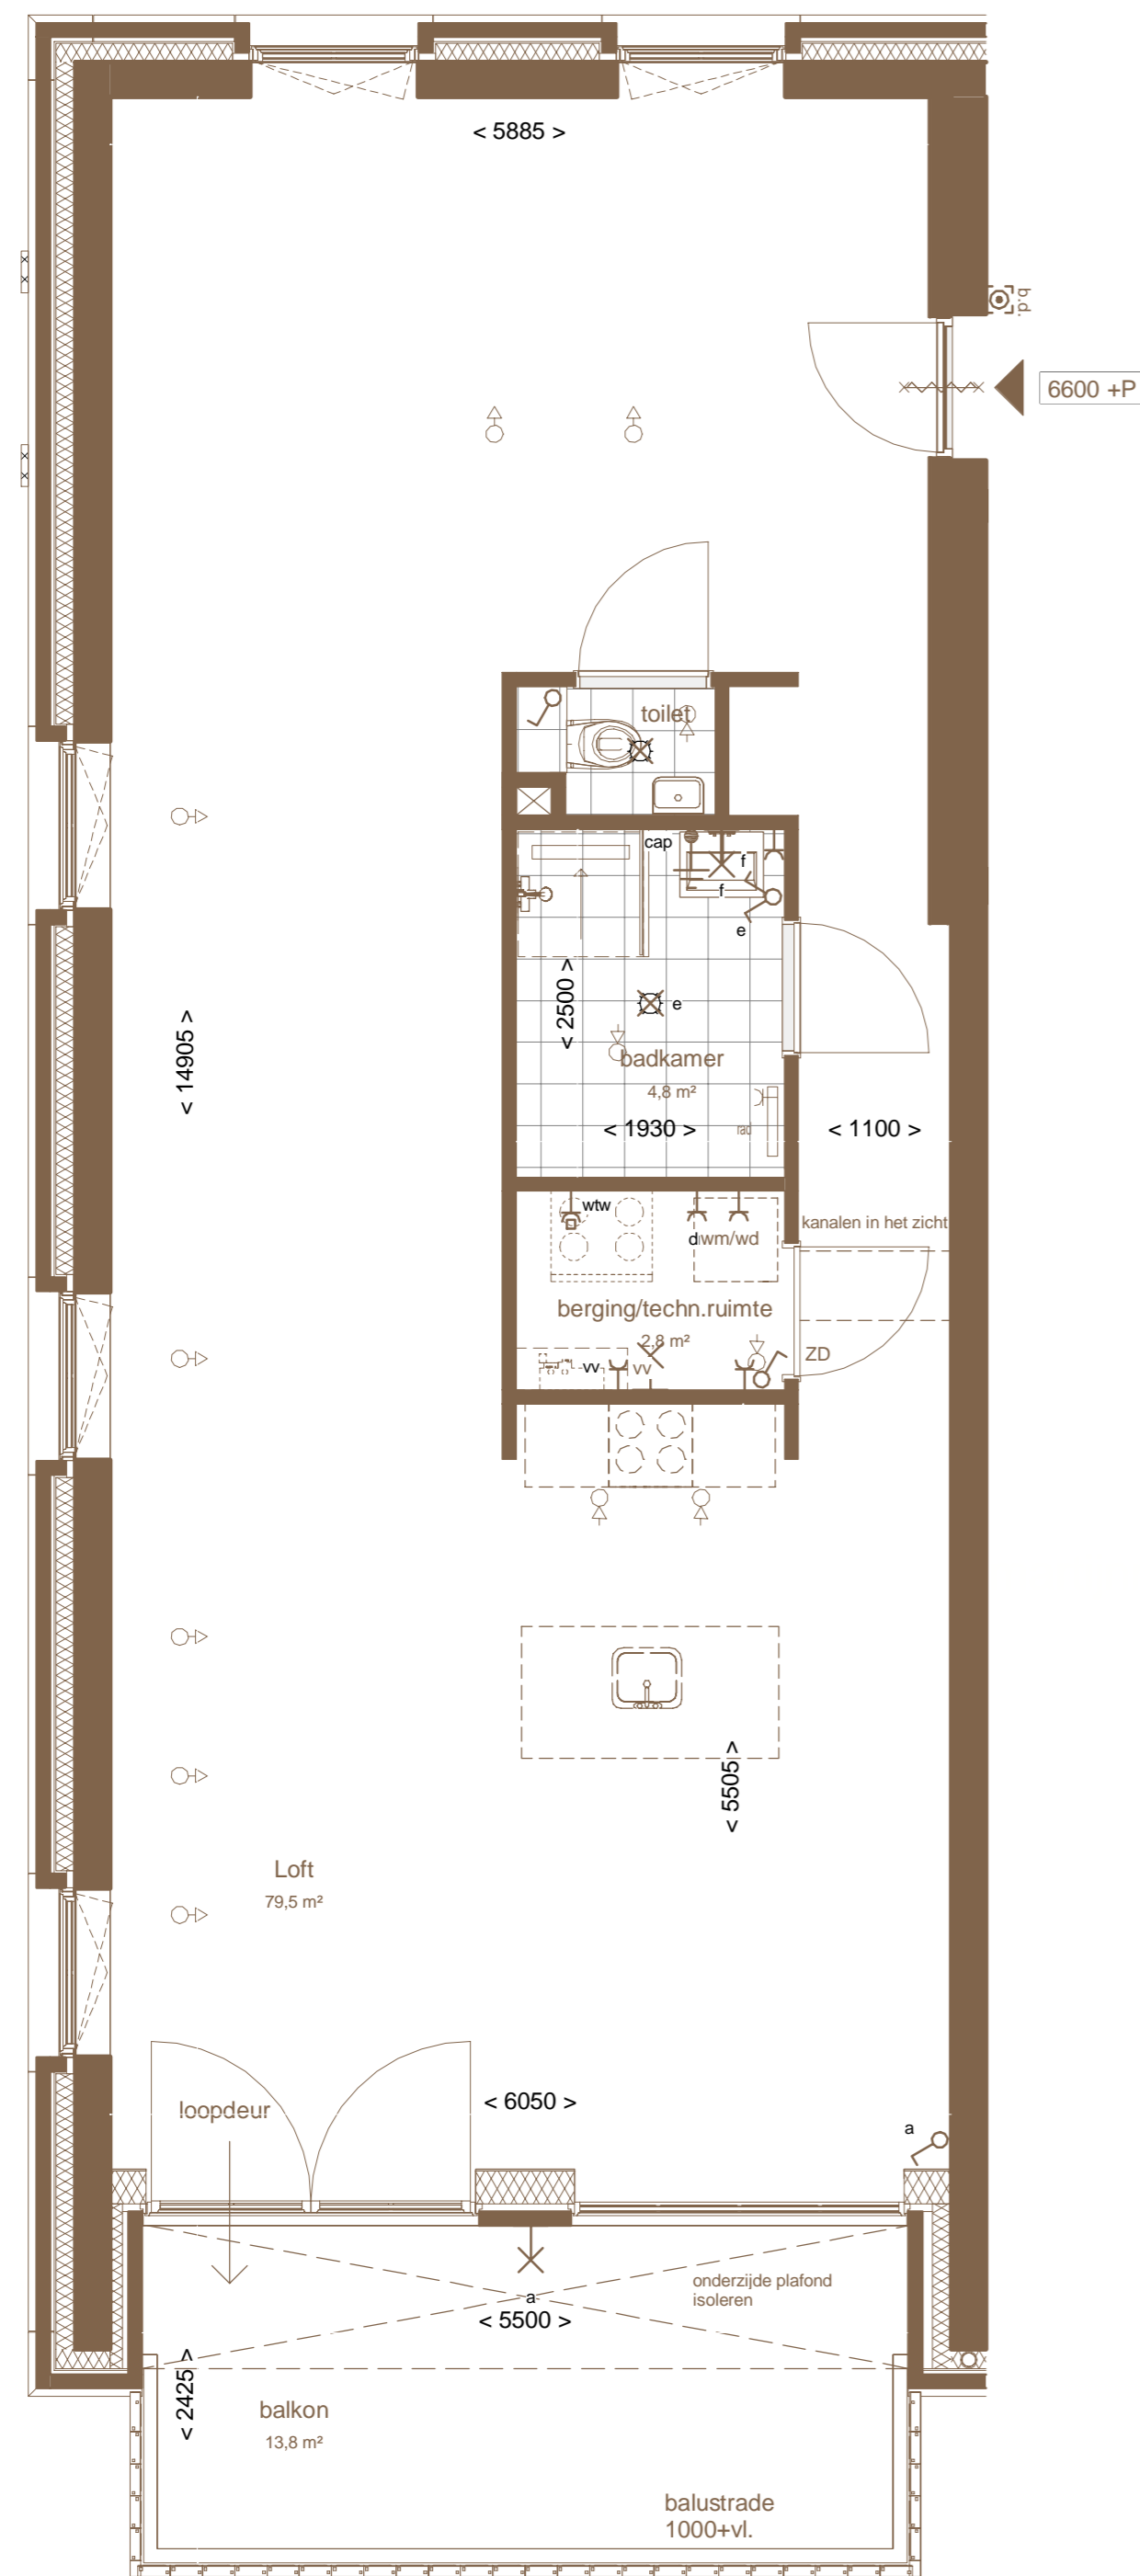 < 5885 >
b.d.
6600 +P
toilet
cap
f
f
e
< 2500 >
e
< 14905 >
badkamer
4,8 m²
< 1930 >
rad
< 1100 >
wtw
kanalen in het zicht
d
wm/wd
berging/techn.ruimte
2,8 m²
ZD
vv
vv
< 5505 >
Loft
79,5 m²
< 6050 >
loopdeur
a
onderzijde plafond
isoleren
a
< 5500 >
< 2425 >
balkon
13,8 m²
balustrade
1000+vl.